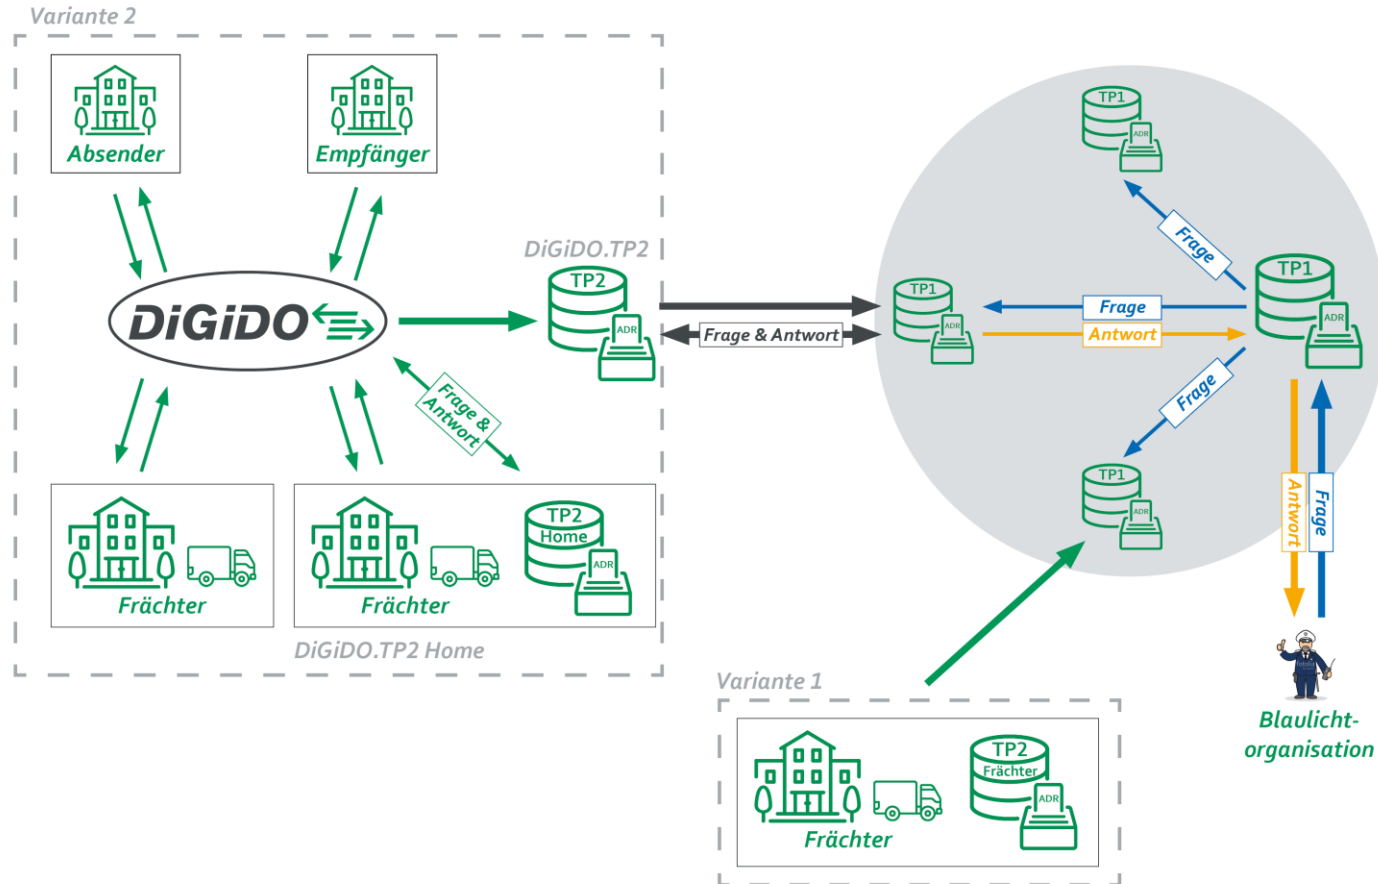 Variante 2
Absender
Empfänger
DiGiDO.TP2
DiGiDO
TP2
ADR
Frage & Antwort
Frage &
Antwort
TP1
ADR
TP1
ADR
Frage
Frage
Antwort
Frage
TP1
ADR
TP1
ADR
Antwort
Frage
Frächter
Frächter
TP2
Home
ADR
DiGiDO.TP2 Home
Blaulicht-
organisation
Variante 1
Frächter
TP2
Frächter
ADR